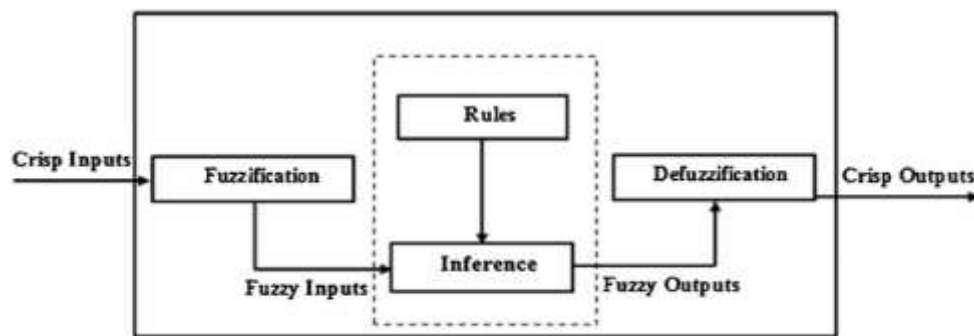 Rules
Crisp Inputs
Fuzzification
Defuzzification
Crisp Outputs
Inference
Fuzzy Inputs
Fuzzy Outputs